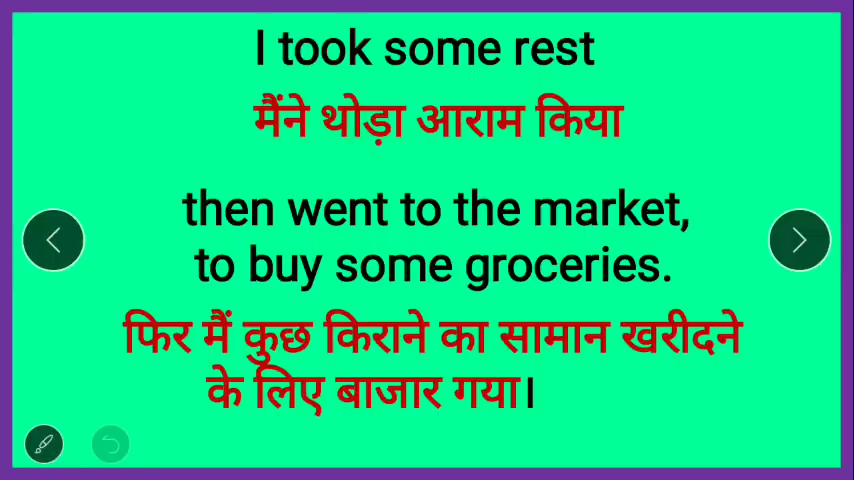 I took some rest
मैंने थोड़ा आराम किया
then went to the market,
to buy some groceries.
फिर मैं कुछ किराने का सामान खरीदने
के लिए बाजार गया।